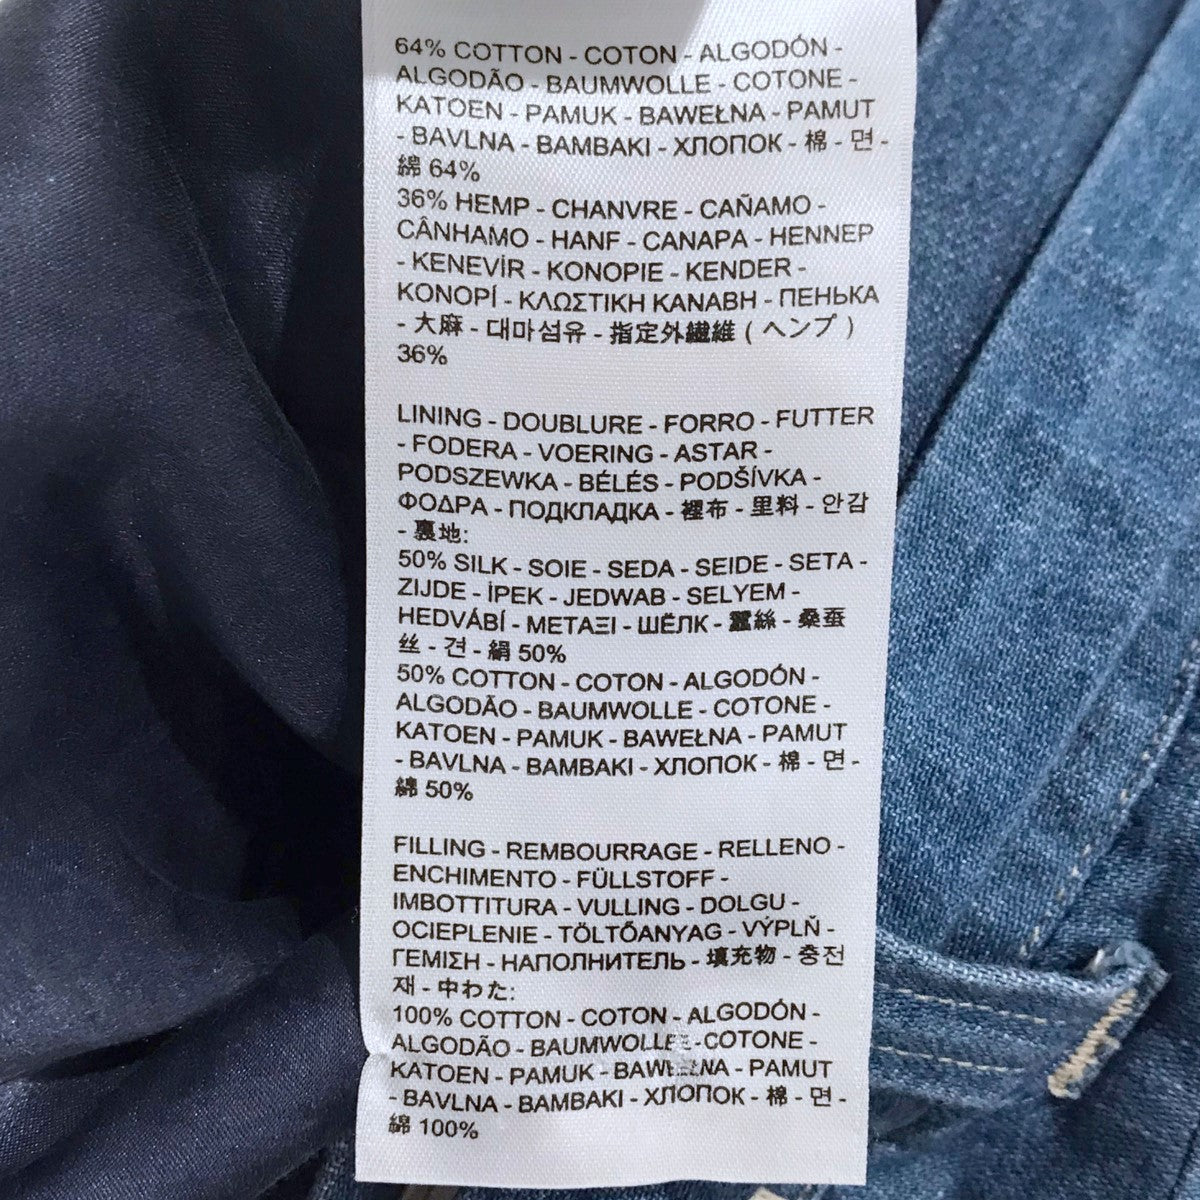 64% COTTON - COTON - ALGODÓN -
ALGODÃO - BAUMWOLLE - COTONE -
KATOEN - PAMUK - BAWEŁNA - PAMUT
- BAVLNA - BAMBAKI - ХЛОПОК - 棉 - 면 -
綿 64%
36% HEMP - CHANVRE - CAÑAMO -
CÂNHAMO - HANF - CANAPA - HENNEP
- KENEVİR - KONOPIE - KENDER -
KONOPÍ - ΚΛΩΣΤΙΚΗ ΚΑΝΑΒΗ - ПЕНЬКА
- 大麻 - 대마섬유 - 指定外繊維 ( ヘンプ )
36%
LINING - DOUBLURE - FORRO - FUTTER
- FODERA - VOERING - ASTAR -
PODSZEWKA - BÉLÉS - PODŠÍVKA -
ΦΟΔΡΑ - ПОДКЛАДКА - 裡布 - 里料 - 안감
- 裏地:
50% SILK - SOIE - SEDA - SEIDE - SETA -
ZIJDE - İPEK - JEDWAB - SELYEM -
HEDVÁBÍ - ΜΕΤΑΞΙ - ШЁЛК - 蠶絲 - 桑蚕
丝 - 견 - 絹 50%
50% COTTON - COTON - ALGODÓN -
ALGODÃO - BAUMWOLLE - COTONE -
KATOEN - PAMUK - BAWEŁNA - PAMUT
- BAVLNA - BAMBAKI - ХЛОПОК - 棉 - 면 -
綿 50%
FILLING - REMBOURRAGE - RELLENO -
ENCHIMENTO - FÜLLSTOFF -
IMBOTTITURA - VULLING - DOLGU -
OCIEPLENIE - TÖLTŐANYAG - VÝPLŇ -
ΓΕΜΙΣΗ - НАПОЛНИТЕЛЬ - 填充物 - 충전
재 - 中わた:
100% COTTON - COTON - ALGODÓN -
ALGODÃO - BAUMWOLLE - COTONE -
KATOEN - PAMUK - BAWEŁNA - PAMUT
- BAVLNA - BAMBAKI - ХЛОПОК - 棉 - 면 -
綿 100%